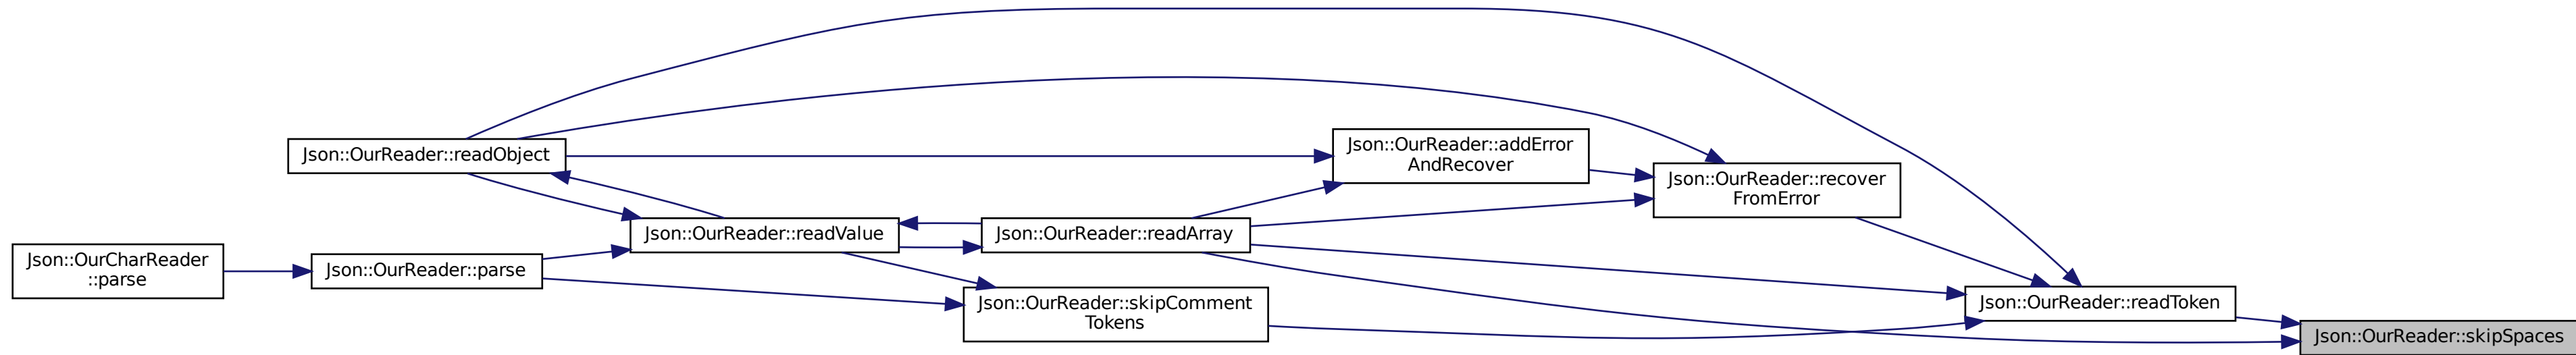 Json::OurCharReader
::parse
Json::OurReader::parse
Json::OurReader::readObject
Json::OurReader::readValue
Json::OurReader::readArray
Json::OurReader::skipComment
Tokens
Json::OurReader::addError
AndRecover
Json::OurReader::recover
FromError
Json::OurReader::readToken
Json::OurReader::skipSpaces